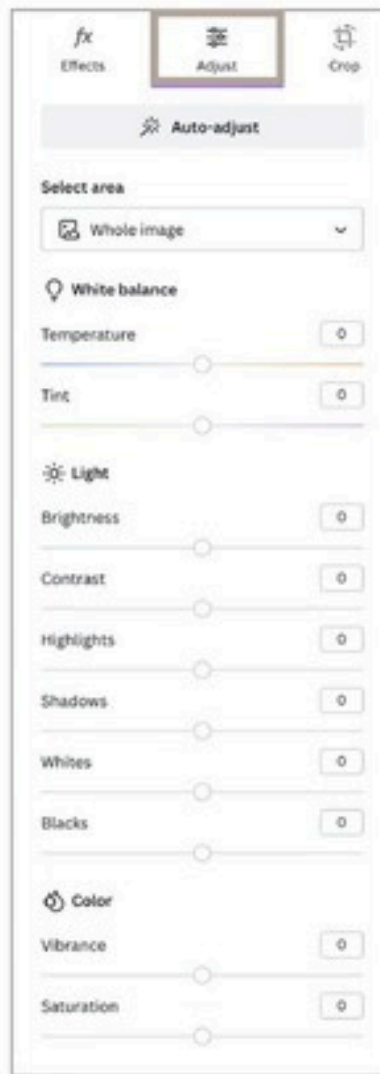 fx
Effects
Adjust
Crop
Auto-adjust
Select area
Whole image
White balance
Temperature 0
Tint 0
Light
Brightness 0
Contrast 0
Highlights 0
Shadows 0
Whites 0
Blacks 0
Color
Vibrance 0
Saturation 0